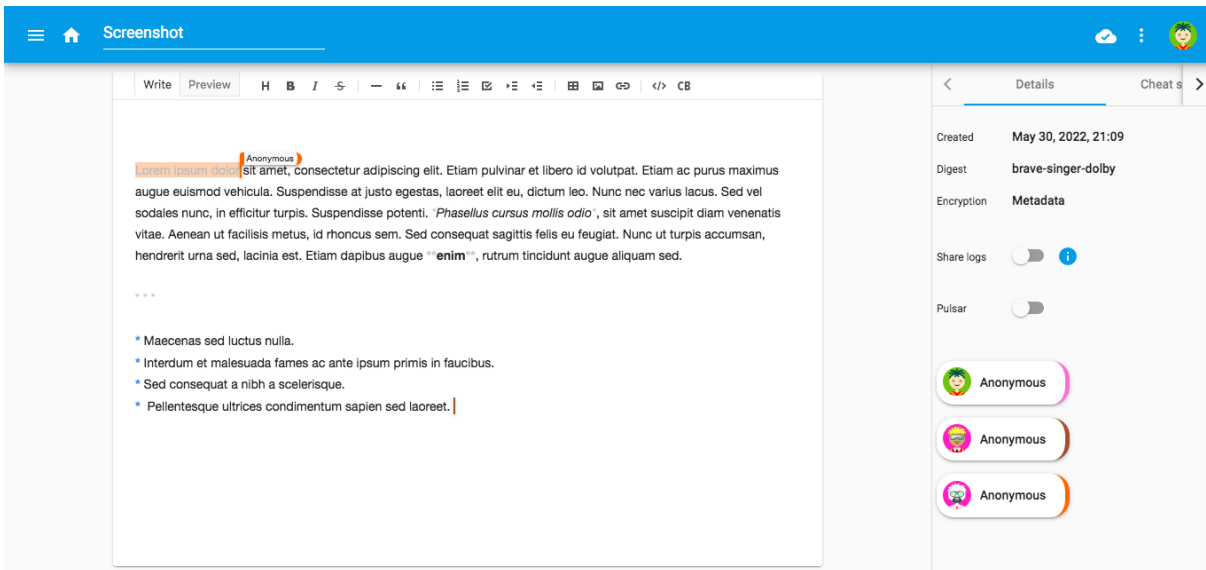 Screenshot
Write Preview H B I S — “ </> CB
Details Cheat s
Anonymous
Lorem ipsum dolor sit amet, consectetur adipiscing elit. Etiam pulvinar et libero id volutpat. Etiam ac purus maximus
augue euismod vehicula. Suspendisse at justo egestas, laoreet elit eu, dictum leo. Nunc nec varius lacus. Sed vel
sodales nunc, in efficitur turpis. Suspendisse potenti. *Phasellus cursus mollis odio*, sit amet suscipit diam venenatis
vitae. Aenean ut facilisis metus, id rhoncus sem. Sed consequat sagittis felis eu feugiat. Nunc ut turpis accumsan,
hendrerit urna sed, lacinia est. Etiam dapibus augue **enim**, rutrum tincidunt augue aliquam sed.
* * *
* Maecenas sed luctus nulla.
* Interdum et malesuada fames ac ante ipsum primis in faucibus.
* Sed consequat a nibh a scelerisque.
* Pellentesque ultrices condimentum sapien sed laoreet.
Created May 30, 2022, 21:09
Digest brave-singer-dolby
Encryption Metadata
Share logs
Pulsar
Anonymous
Anonymous
Anonymous